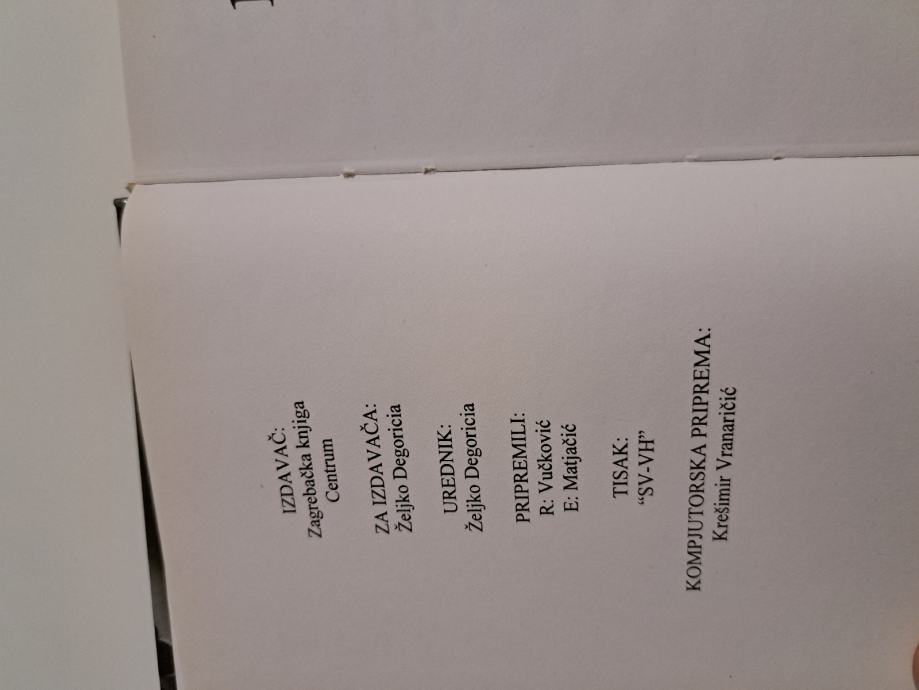 IZDAVAČ:
Zagrebačka knjiga
Centrum
ZA IZDAVAČA:
Željko Degoricia
UREDNIK:
Željko Degoricia
PRIPREMILI:
R: Vučković
E: Matjačić
TISAK:
“SV-VH”
KOMPJUTORSKA PRIPREMA:
Krešimir Vranaričić